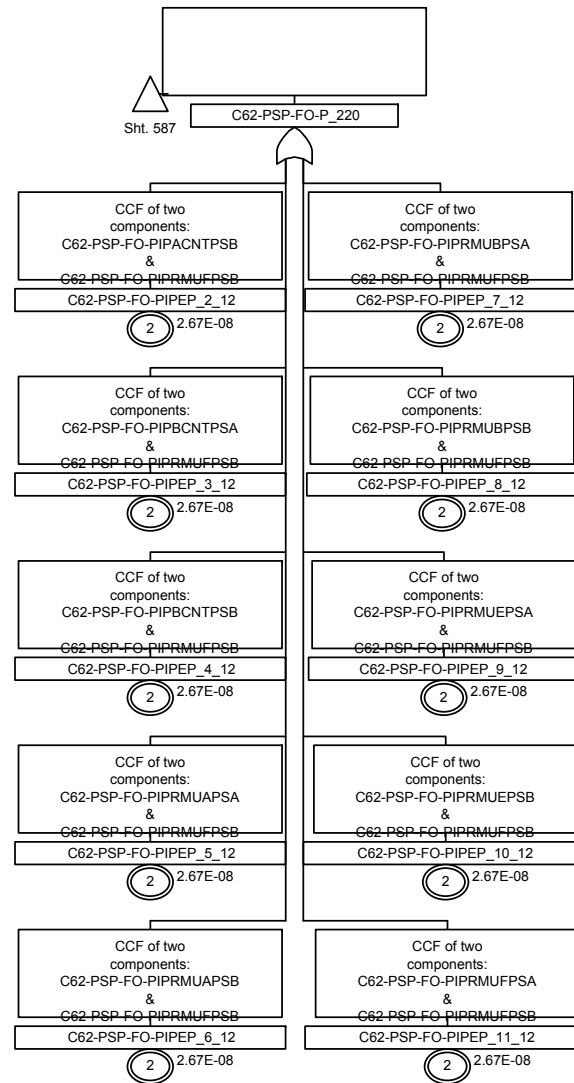 Sht. 587
C62-PSP-FO-P_220
CCF of two
components:
C62-PSP-FO-PIPACNTPSB
&
C62-PSP-FO-PIPRMUFPSB
C62-PSP-FO-PIPEP_2_12
2
2.67E-08
CCF of two
components:
C62-PSP-FO-PIPRMUBPSA
&
C62-PSP-FO-PIPRMUFPSB
C62-PSP-FO-PIPEP_7_12
2
2.67E-08
CCF of two
components:
C62-PSP-FO-PIPBCNTPSA
&
C62-PSP-FO-PIPRMUFPSB
C62-PSP-FO-PIPEP_3_12
2
2.67E-08
CCF of two
components:
C62-PSP-FO-PIPRMUBPSB
&
C62-PSP-FO-PIPRMUFPSB
C62-PSP-FO-PIPEP_8_12
2
2.67E-08
CCF of two
components:
C62-PSP-FO-PIPBCNTPSB
&
C62-PSP-FO-PIPRMUFPSB
C62-PSP-FO-PIPEP_4_12
2
2.67E-08
CCF of two
components:
C62-PSP-FO-PIPRMUEPSA
&
C62-PSP-FO-PIPRMUFPSB
C62-PSP-FO-PIPEP_9_12
2
2.67E-08
CCF of two
components:
C62-PSP-FO-PIPRMUAPSA
&
C62-PSP-FO-PIPRMUFPSB
C62-PSP-FO-PIPEP_5_12
2
2.67E-08
CCF of two
components:
C62-PSP-FO-PIPRMUEPSB
&
C62-PSP-FO-PIPRMUFPSB
C62-PSP-FO-PIPEP_10_12
2
2.67E-08
CCF of two
components:
C62-PSP-FO-PIPRMUAPSB
&
C62-PSP-FO-PIPRMUFPSB
C62-PSP-FO-PIPEP_6_12
2
2.67E-08
CCF of two
components:
C62-PSP-FO-PIPRMUFPSA
&
C62-PSP-FO-PIPRMUFPSB
C62-PSP-FO-PIPEP_11_12
2
2.67E-08